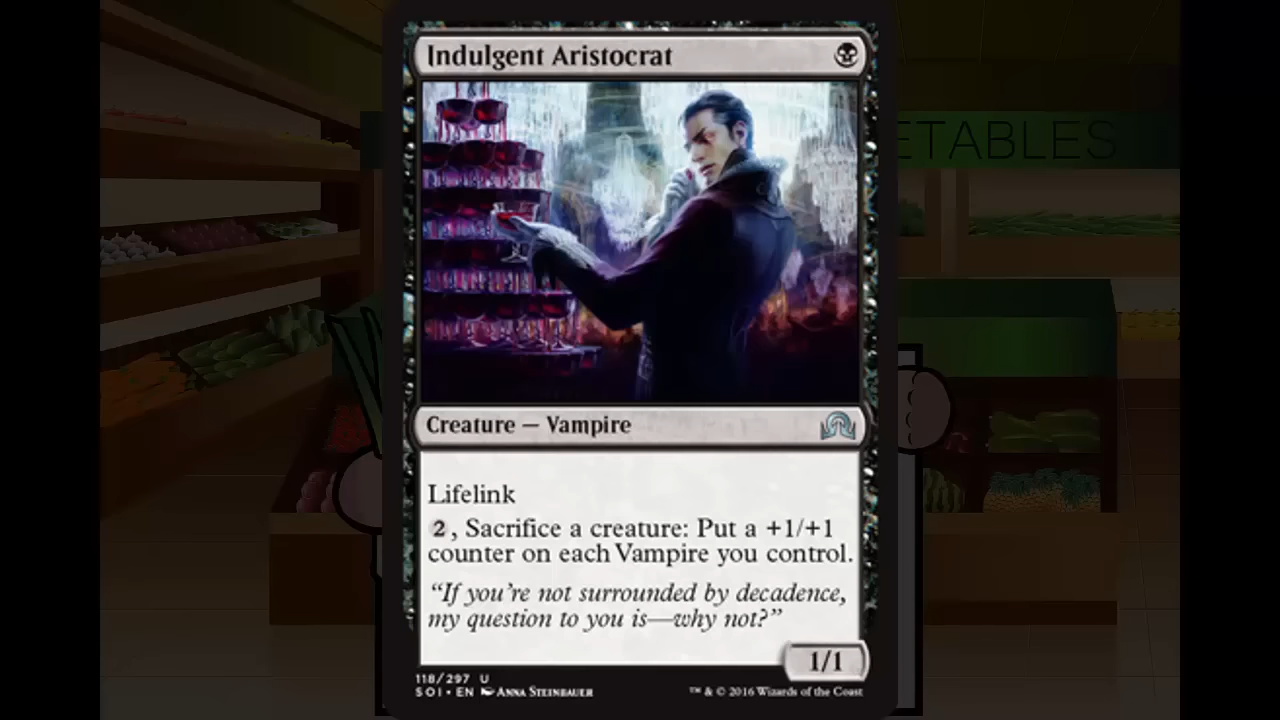 Indulgent Aristocrat
ETABLES
Creature — Vampire
Lifelink
2, Sacrifice a creature: Put a +1/+1
counter on each Vampire you control.
“If you’re not surrounded by decadence,
my question to you is—why not?”
1/1
118/297 U
SOI • EN Anna Steinbauer
™ & © 2016 Wizards of the Coast